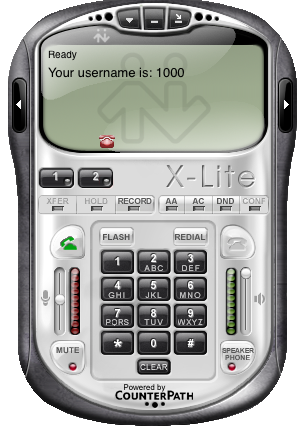 Ready
Your username is: 1000
1 2
X-Lite
XFER HOLD RECORD AA AC DND CONF
FLASH REDIAL
1 2 ABC 3 DEF
4 GHI 5 JKL 6 MNO
7 PQRS 8 TUV 9 WXYZ
* 0 #
MUTE CLEAR SPEAKER PHONE
Powered by
COUNTERPATH